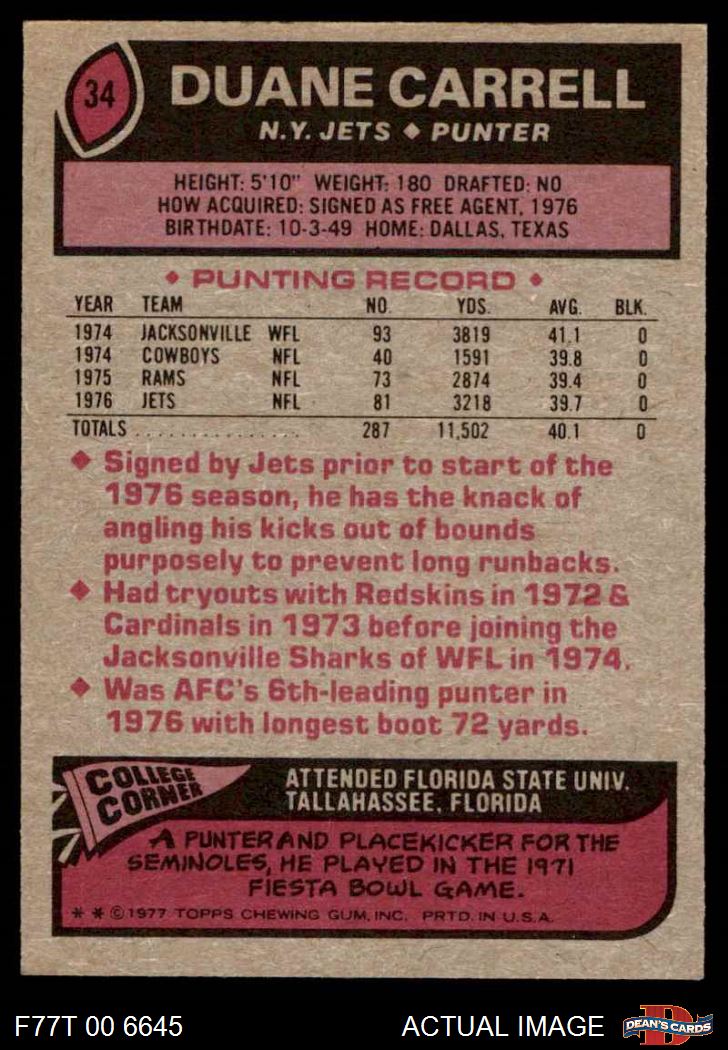 34
DUANE CARRELL
N.Y. JETS ♦ PUNTER
HEIGHT: 5'10" WEIGHT: 180 DRAFTED: NO
HOW ACQUIRED: SIGNED AS FREE AGENT, 1976
BIRTHDATE: 10-3-49 HOME: DALLAS, TEXAS
♦ PUNTING RECORD ♦
YEAR TEAM NO. YDS. AVG. BLK.
1974 JACKSONVILLE WFL 93 3819 41.1 0
1974 COWBOYS NFL 40 1591 39.8 0
1975 RAMS NFL 73 2874 39.4 0
1976 JETS NFL 81 3218 39.7 0
TOTALS . . . . . . . . . . . . . . . . 287 11,502 40.1 0
♦ Signed by Jets prior to start of the
1976 season, he has the knack of
angling his kicks out of bounds
purposely to prevent long runbacks.
♦ Had tryouts with Redskins in 1972 &
Cardinals in 1973 before joining the
Jacksonville Sharks of WFL in 1974.
♦ Was AFC's 6th-leading punter in
1976 with longest boot 72 yards.
COLLEGE
CORNER
ATTENDED FLORIDA STATE UNIV.
TALLAHASSEE, FLORIDA
A PUNTER AND PLACEKICKER FOR THE
SEMINOLES, HE PLAYED IN THE 1971
FIESTA BOWL GAME.
* * © 1977 TOPPS CHEWING GUM, INC. PRTD. IN U.S.A.
F77T 00 6645
ACTUAL IMAGE
D
DEAN'S CARDS